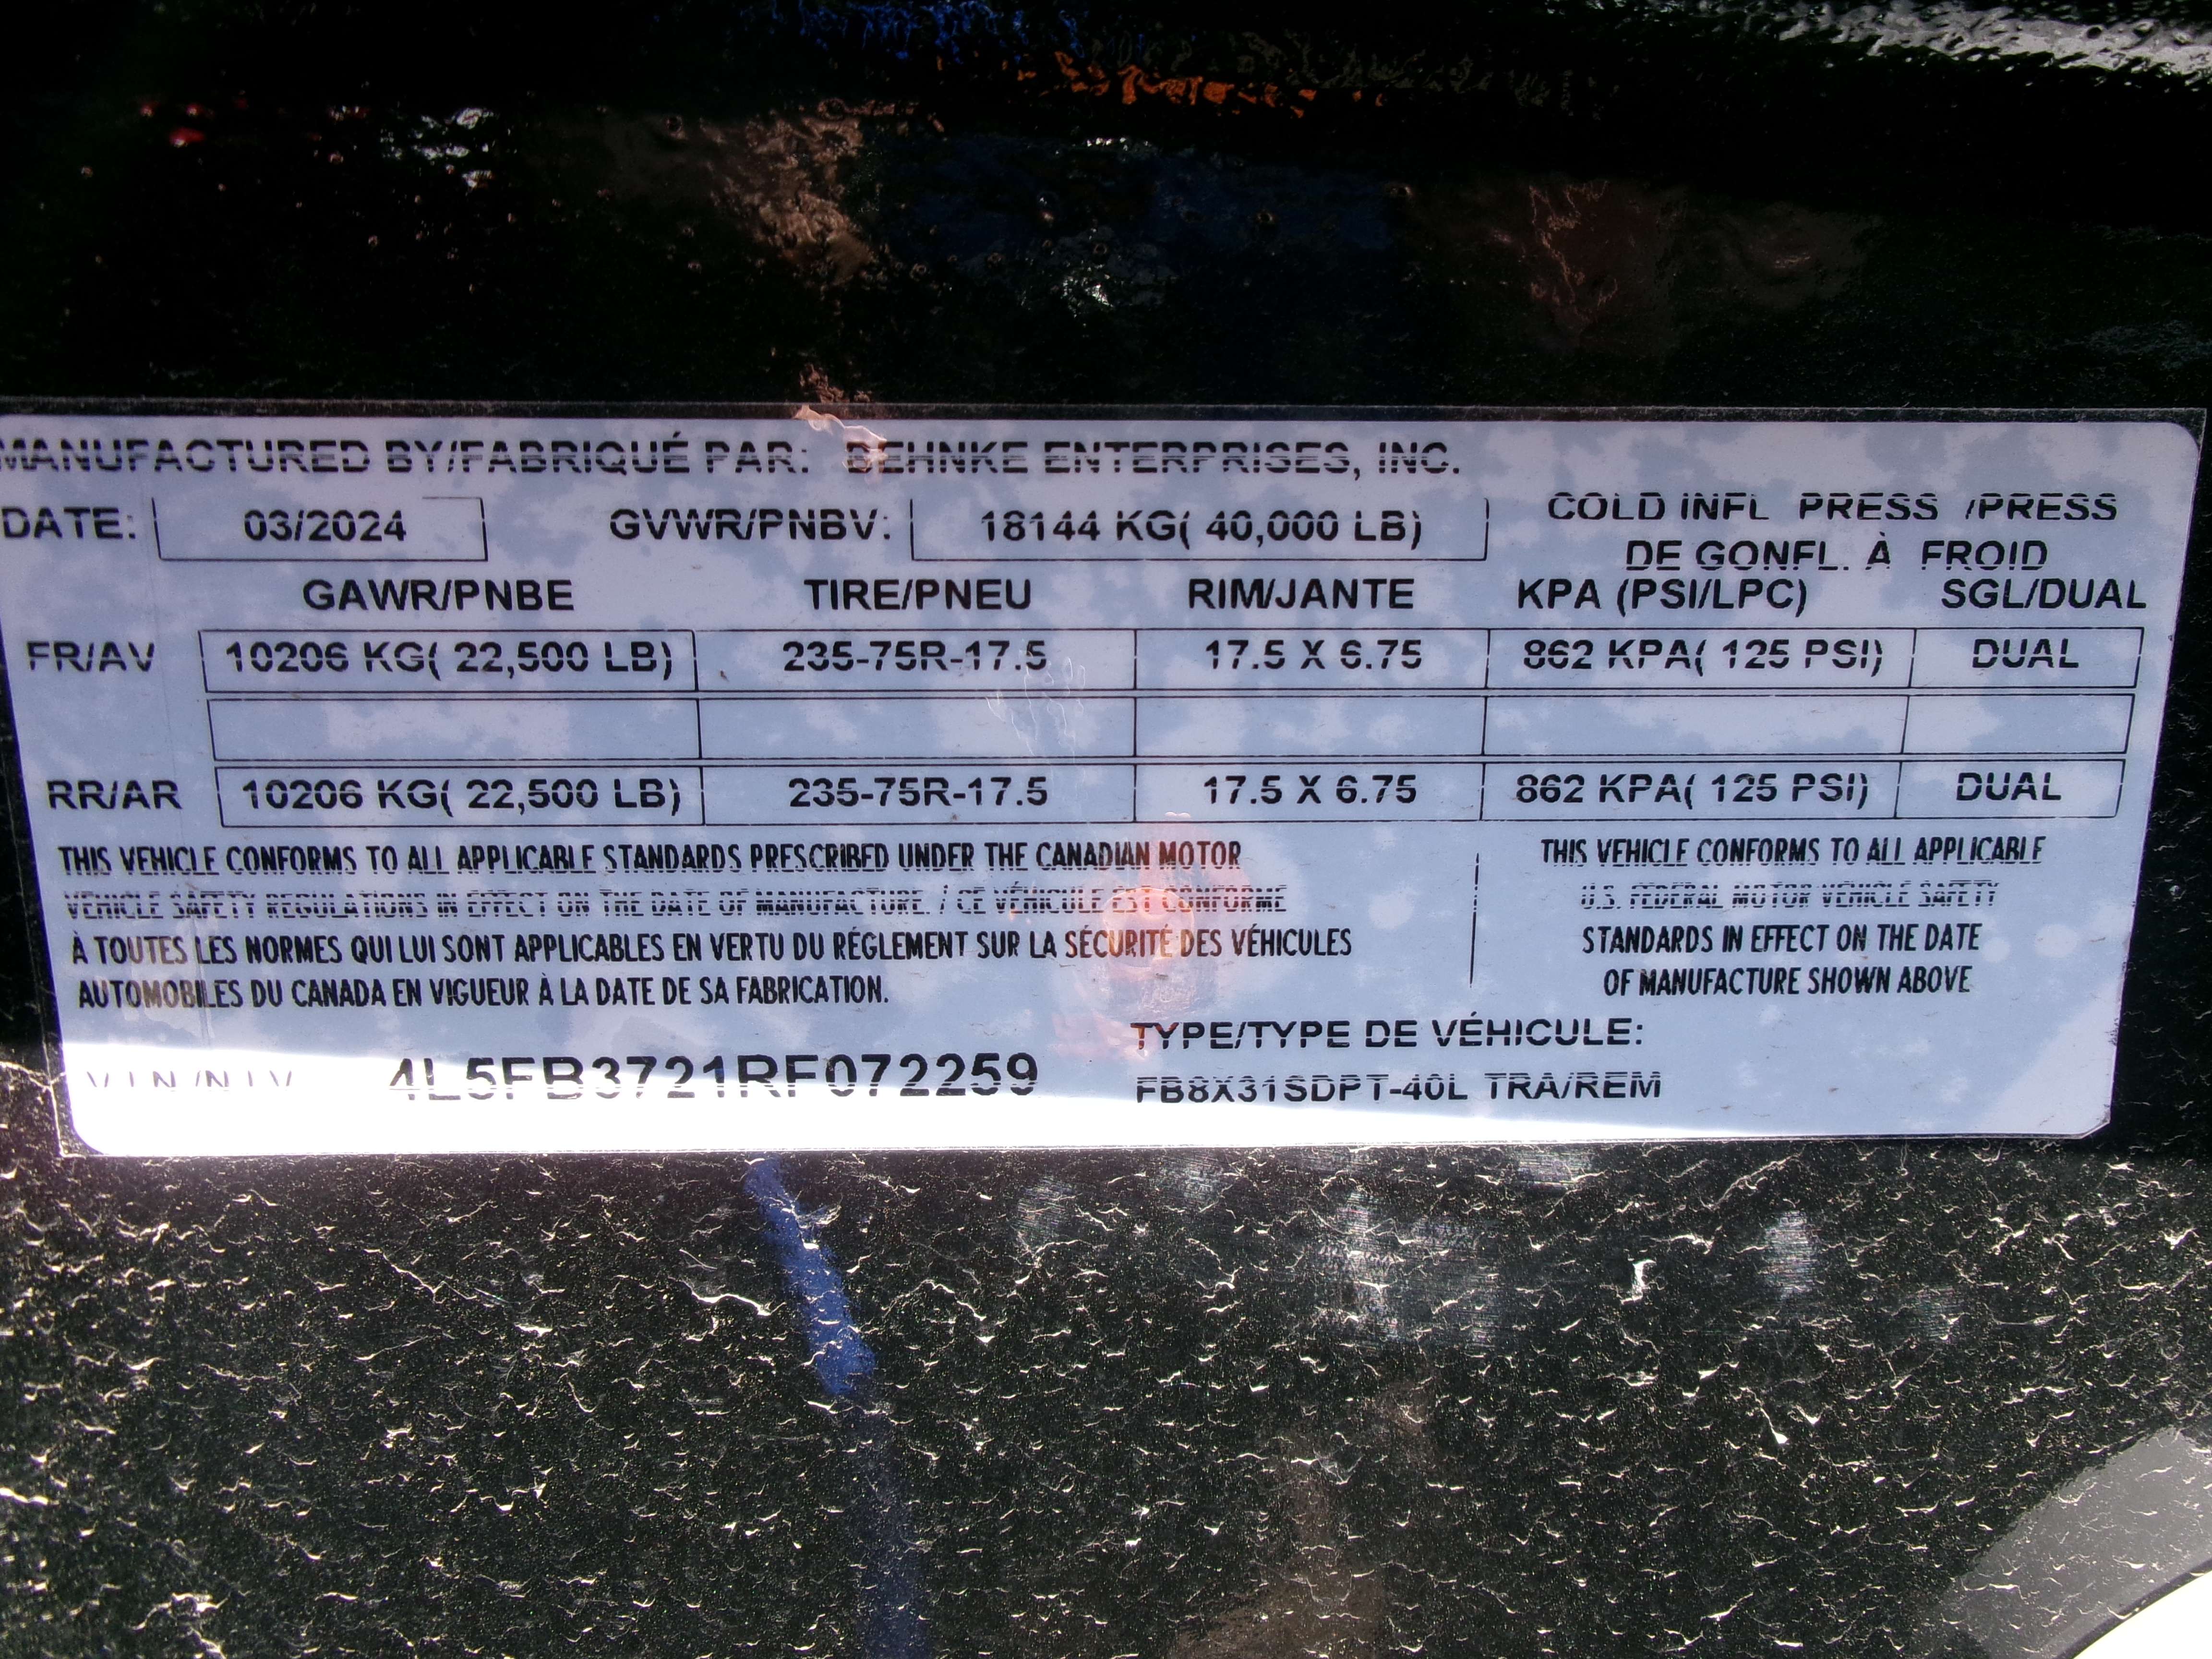 MANUFACTURED BY/FABRIQUÉ PAR: BEHNKE ENTERPRISES, INC.
DATE: 03/2024 GVWR/PNBV: 18144 KG( 40,000 LB)
COLD INFL PRESS /PRESS
DE GONFL. À FROID
GAWR/PNBE TIRE/PNEU RIM/JANTE KPA (PSI/LPC) SGL/DUAL
FR/AV 10206 KG( 22,500 LB) 235-75R-17.5 17.5 X 6.75 862 KPA( 125 PSI) DUAL
RR/AR 10206 KG( 22,500 LB) 235-75R-17.5 17.5 X 6.75 862 KPA( 125 PSI) DUAL
THIS VEHICLE CONFORMS TO ALL APPLICABLE STANDARDS PRESCRIBED UNDER THE CANADIAN MOTOR
VEHICLE SAFETY REGULATIONS IN EFFECT ON THE DATE OF MANUFACTURE. / CE VÉHICULE EST CONFORME
À TOUTES LES NORMES QUI LUI SONT APPLICABLES EN VERTU DU RÉGLEMENT SUR LA SÉCURITÉ DES VÉHICULES
AUTOMOBILES DU CANADA EN VIGUEUR À LA DATE DE SA FABRICATION.
THIS VEHICLE CONFORMS TO ALL APPLICABLE
U.S. FEDERAL MOTOR VEHICLE SAFETY
STANDARDS IN EFFECT ON THE DATE
OF MANUFACTURE SHOWN ABOVE
TYPE/TYPE DE VÉHICULE:
V.I.N./N.I.V. 4L5FB3721RF072259 FB8X31SDPT-40L TRA/REM